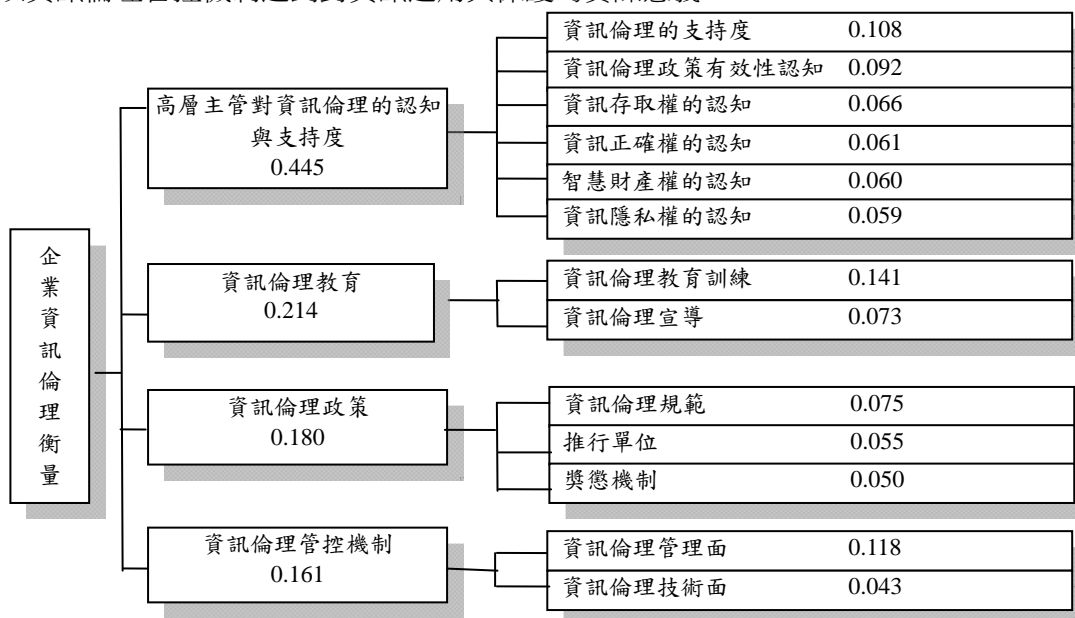 資訊倫理的支持度 0.108
資訊倫理政策有效性認知 0.092
資訊存取權的認知 0.066
資訊正確權的認知 0.061
智慧財產權的認知 0.060
資訊隱私權的認知 0.059
高層主管對資訊倫理的認知
與支持度
0.445
企業資訊倫理衡量
資訊倫理教育
0.214
資訊倫理教育訓練 0.141
資訊倫理宣導 0.073
資訊倫理政策
0.180
資訊倫理規範 0.075
推行單位 0.055
獎懲機制 0.050
資訊倫理管控機制
0.161
資訊倫理管理面 0.118
資訊倫理技術面 0.043